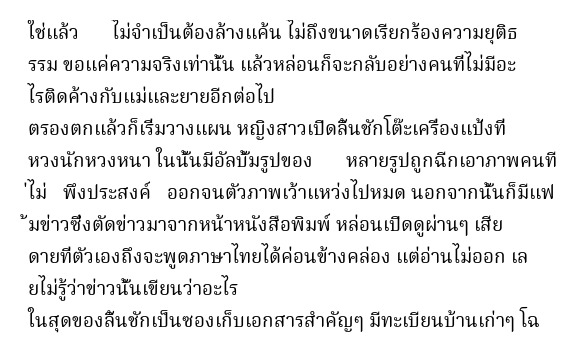 ใช่แล้ว ไม่จำเป็นต้องล้างแค้น ไม่ถึงขนาดเรียกร้องความยุติธ
รรม ขอแค่ความจริงเท่านั้น แล้วหล่อนก็จะกลับอย่างคนที่ไม่มีอะ
ไรติดค้างกับแม่และยายอีกต่อไป
ตรองตกแล้วก็เริ่มวางแผน หญิงสาวเปิดลิ้นชักโต๊ะเครื่องแป้งที่
หวงนักหวงหนา ในนั้นมีอัลบั้มรูปของ หลายรูปถูกฉีกเอาภาพคนที
่ไม่ พึงประสงค์ ออกจนตัวภาพเว้าแหว่งไปหมด นอกจากนั้นก็มีแฟ
้มข่าวซึ่งตัดข่าวมาจากหน้าหนังสือพิมพ์ หล่อนเปิดดูผ่านๆ เสีย
ดายที่ตัวเองถึงจะพูดภาษาไทยได้ค่อนข้างคล่อง แต่อ่านไม่ออก เล
ยไม่รู้ว่าข่าวนั้นเขียนว่าอะไร
ในสุดของลิ้นชักเป็นซองเก็บเอกสารสำคัญๆ มีทะเบียนบ้านเก่าๆ โฉ